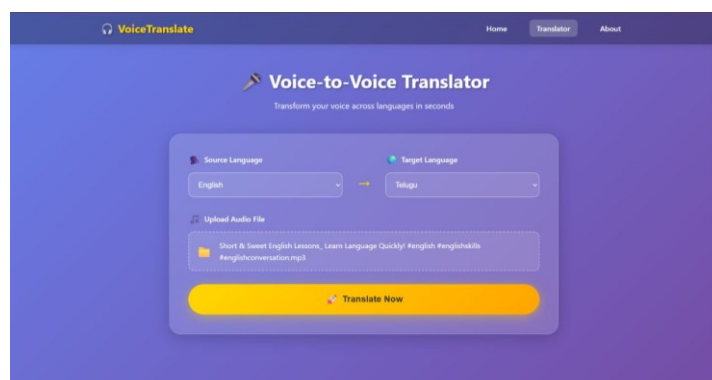 VoiceTranslate
Home Translator About
Voice-to-Voice Translator
Transform your voice across languages in seconds
Source Language Target Language
English → Telugu
Upload Audio File
Short & Sweet English Lessons_ Learn Language Quickly! #english #englishskills
#englishconversation.mp3
Translate Now